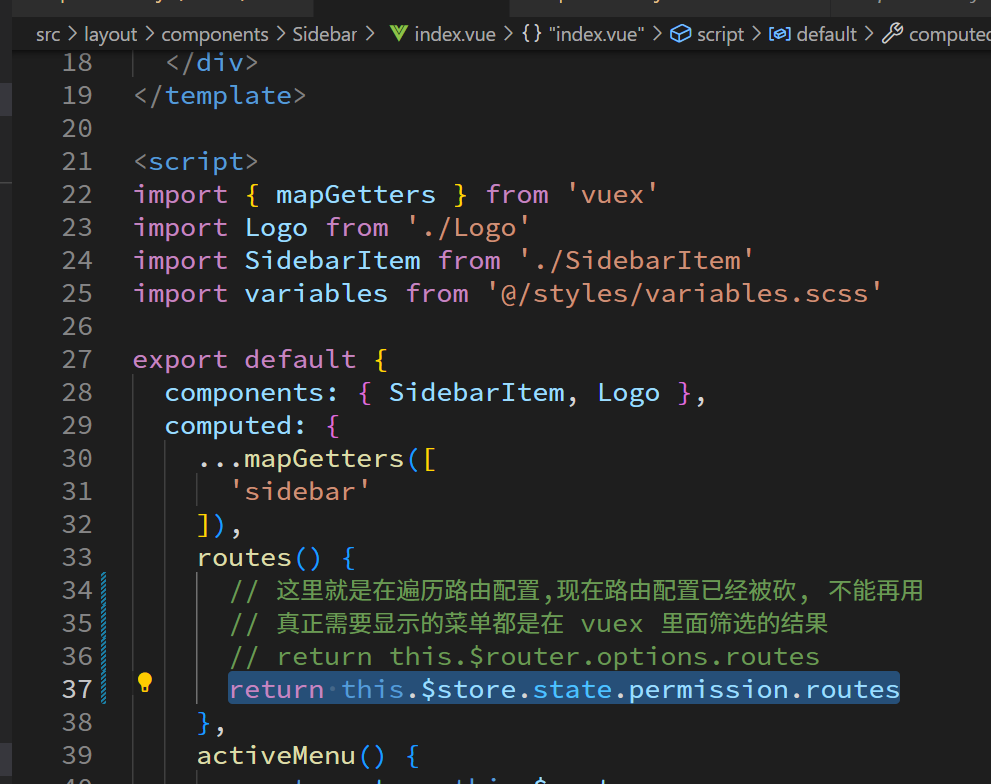 src > layout > components > Sidebar > index.vue > {} "index.vue" > script > default > computed
18 </div>
19 </template>
20
21 <script>
22 import { mapGetters } from 'vuex'
23 import Logo from './Logo'
24 import SidebarItem from './SidebarItem'
25 import variables from '@/styles/variables.scss'
26
27 export default {
28 components: { SidebarItem, Logo },
29 computed: {
30 ...mapGetters([
31 'sidebar'
32 ]),
33 routes() {
34 // 这里就是在遍历路由配置,现在路由配置已经被砍, 不能再用
35 // 真正需要显示的菜单都是在 vuex 里面筛选的结果
36 // return this.$router.options.routes
37 return this.$store.state.permission.routes
38 },
39 activeMenu() {